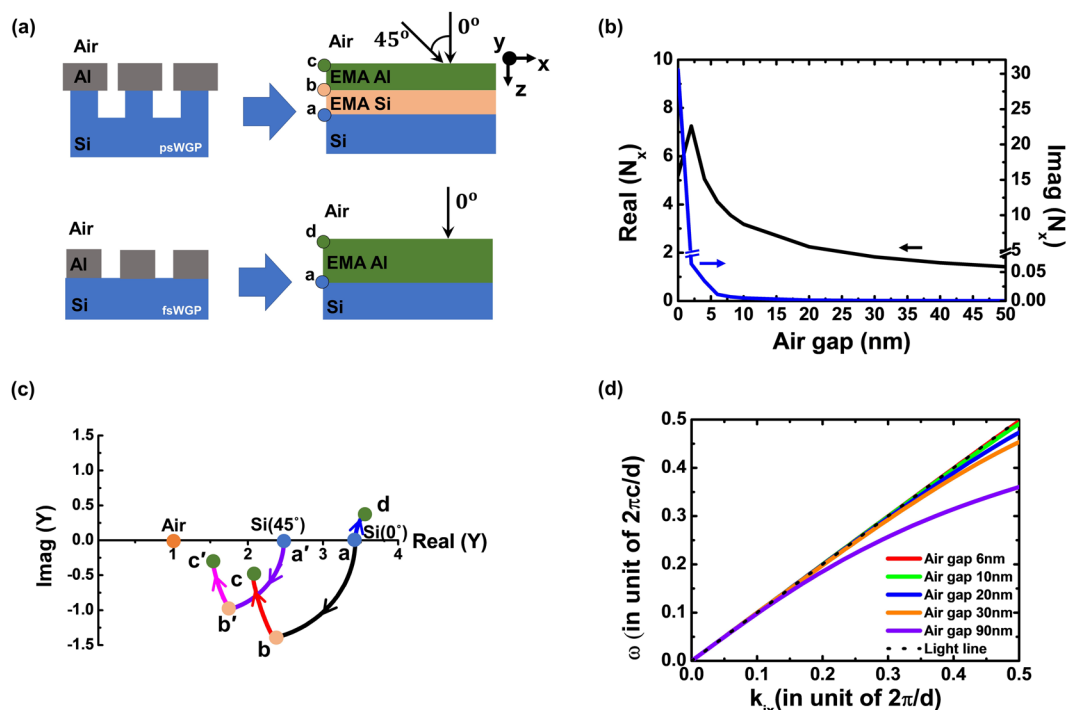 (a)
Air
Al
Si
psWGP
45°
0°
Air
c
EMA Al
b
EMA Si
a
Si
y
x
z
Air
Al
Si
fsWGP
0°
Air
d
EMA Al
a
Si
(b)
Real (Nx)
Imag (Nx)
10
8
6
4
2
0
30
25
20
15
10
5
0.05
0.00
0 5 10 15 20 25 30 35 40 45 50
Air gap (nm)
(c)
Imag (Y)
1.5
1.0
0.5
0.0
-0.5
-1.0
-1.5
Air
Si(45°)
Si(0°)
d
1 2 3 4
Real (Y)
a′
a
c′
c
b′
b
(d)
ω (in unit of 2πc/d)
0.5
0.4
0.3
0.2
0.1
0.0
Air gap 6nm
Air gap 10nm
Air gap 20nm
Air gap 30nm
Air gap 90nm
Light line
0.0 0.1 0.2 0.3 0.4 0.5
(in unit of 2π/d)